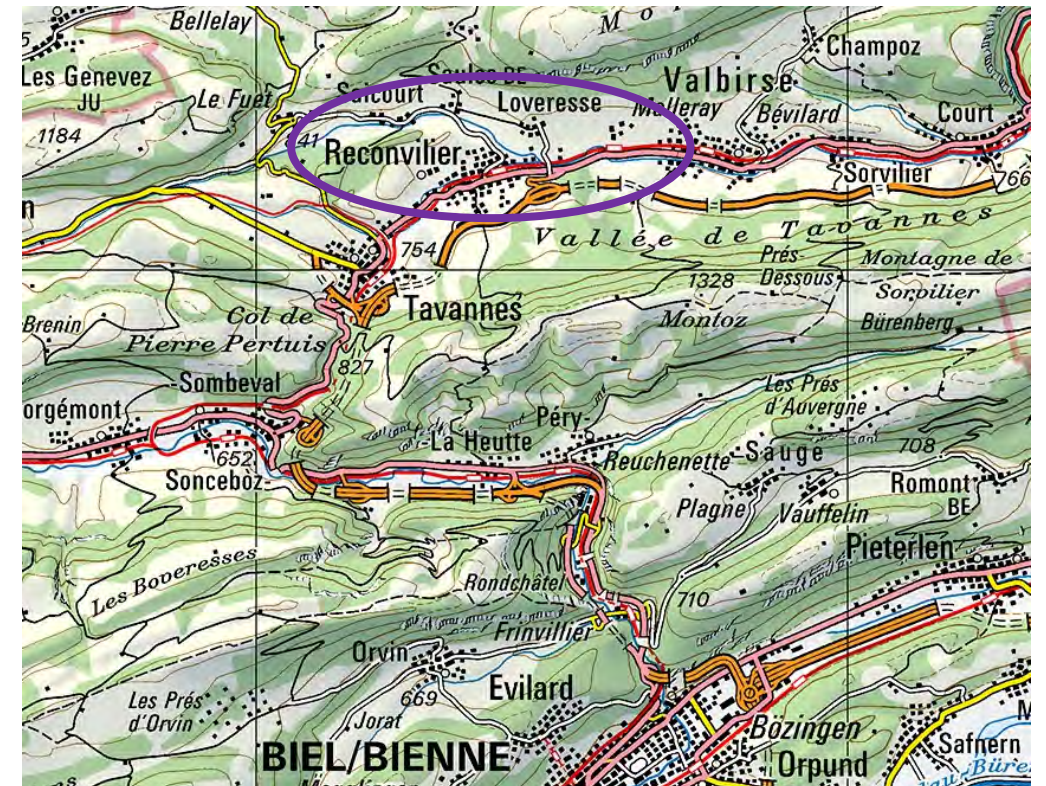 Bellelay
Champoz
Les Genevez
JU
Le Fuet
Saicourt
Loveresse
Valbirse
Malleray
Bévilard
Court
1184
Reconvilier
Sorvilier
Vallée de Tavannes
754
Prés-
Dessous
Montagne de
Sorvilier
1328
Tavannes
Col de
Pierre Pertuis
Brenin
Montoz
Bürenberg
827
-Sombeval
orgémont
Les Prés
d'Auvergne
Péry-
-La Heutte
708
652
Sonceboz-
Reuchenette
-Sauge
Romont
BE
Plagne
Vauffelin
Pieterlen
Les Boveresses
Rondchâtel
710
Frinvillier
Orvin
669
Evilard
Les Prés
d'Orvin
Jorat
Bözingen
Safnern
BIEL/BIENNE
Orpund